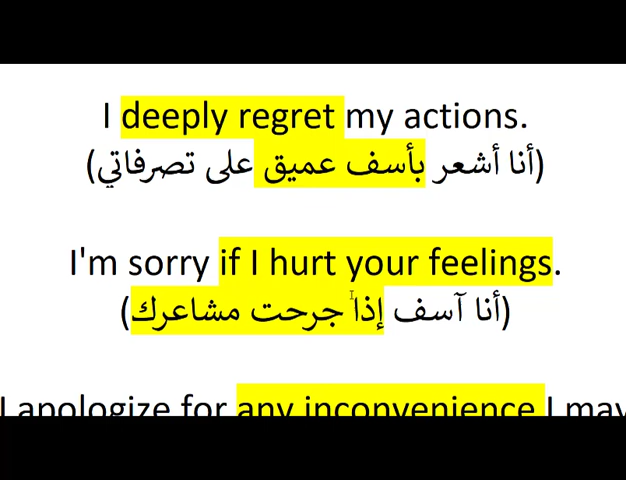 I deeply regret my actions.
(أنا أشعر بأسف عميق على تصرفاتي)
I'm sorry if I hurt your feelings.
(أنا آسف إذا جرحت مشاعرك)
I apologize for any inconvenience I may